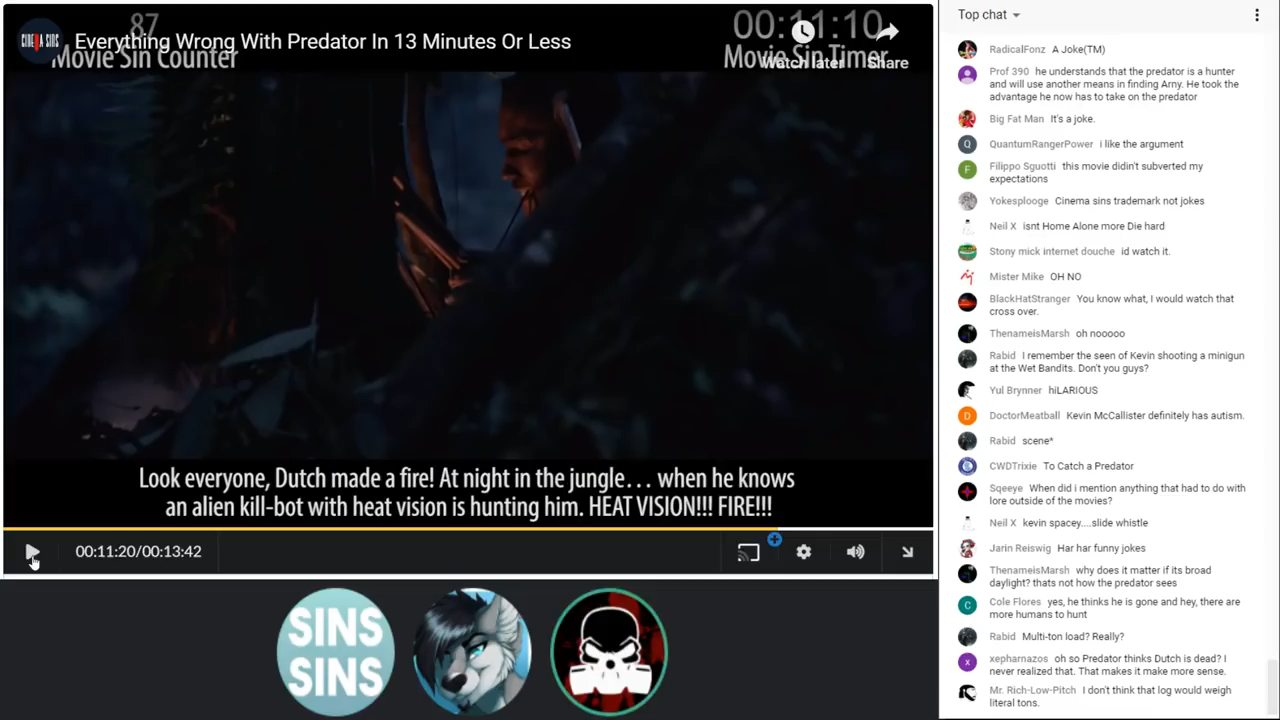 87
00:11:10
CINEMA SINS
Everything Wrong With Predator In 13 Minutes Or Less
Movie Sin Counter
Movie Sin Timer
Watch later
Share
Look everyone, Dutch made a fire! At night in the jungle... when he knows
an alien kill-bot with heat vision is hunting him. HEAT VISION!!! FIRE!!!
00:11:20/00:13:42
SINS
SINS
Top chat
RadicalFonz A Joke(TM)
Prof 390 he understands that the predator is a hunter
and will use another means in finding Arny. He took the
advantage he now has to take on the predator
Big Fat Man It's a joke.
Q
QuantumRangerPower i like the argument
F
Filippo Sguotti this movie didin't subverted my
expectations
Yokesplooge Cinema sins trademark not jokes
Neil X isnt Home Alone more Die hard
Stony mick internet douche id watch it.
Mister Mike OH NO
BlackHatStranger You know what, I would watch that
cross over.
ThenameisMarsh oh nooooo
Rabid I remember the seen of Kevin shooting a minigun
at the Wet Bandits. Don't you guys?
Yul Brynner hiLARIOUS
D
DoctorMeatball Kevin McCallister definitely has autism.
Rabid scene*
CWDTrixie To Catch a Predator
Sqeeye When did i mention anything that had to do with
lore outside of the movies?
Neil X kevin spacey....slide whistle
Jarin Reiswig Har har funny jokes
ThenameisMarsh why does it matter if its broad
daylight? thats not how the predator sees
C
Cole Flores yes, he thinks he is gone and hey, there are
more humans to hunt
Rabid Multi-ton load? Really?
x
xepharnazos oh so Predator thinks Dutch is dead? I
never realized that. That makes it make more sense.
Mr. Rich-Low-Pitch I don't think that log would weigh
literal tons.